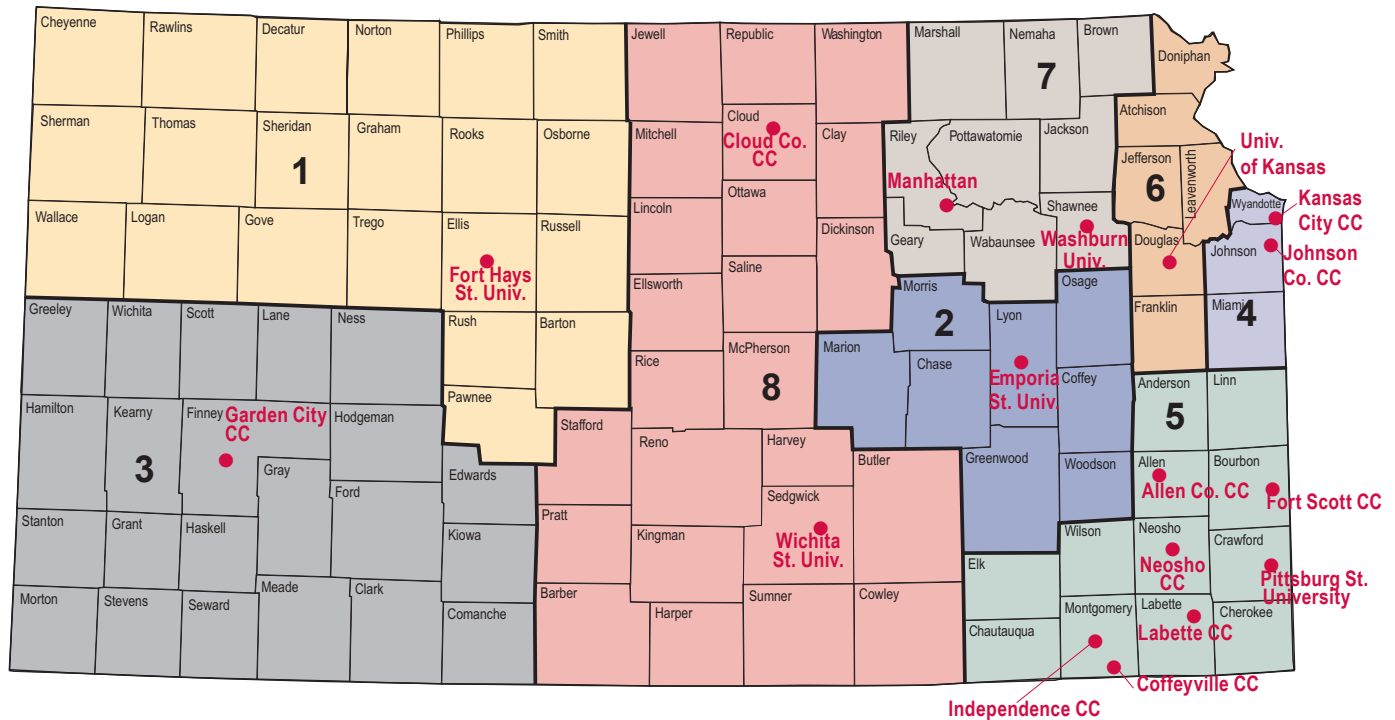 Cheyenne
Rawlins
Decatur
Norton
Phillips
Smith
Jewell
Republic
Washington
Marshall
Nemaha
Brown
Doniphan
7
Sherman
Thomas
Sheridan
Graham
Rooks
Osborne
Mitchell
Cloud
Cloud Co.
CC
Clay
Riley
Pottawatomie
Jackson
Atchison
1
Jefferson
Leavenworth
6
Univ.
of Kansas
Manhattan
Ottawa
Lincoln
Wallace
Logan
Gove
Trego
Ellis
Russell
Dickinson
Geary
Wabaunsee
Shawnee
Washburn
Univ.
Douglas
Wyandotte
Kansas
City CC
Johnson
Johnson
Co. CC
Fort Hays
St. Univ.
Saline
Ellsworth
Morris
Osage
Greeley
Wichita
Scott
Lane
Ness
Rush
Barton
2
Lyon
Franklin
Miami
4
Rice
McPherson
Marion
Chase
8
Emporia
St. Univ.
Coffey
Anderson
Linn
5
Hamilton
Kearny
Finney
Garden City
CC
Hodgeman
Pawnee
Stafford
Reno
Harvey
Butler
Greenwood
Woodson
Allen
Allen Co. CC
Bourbon
Fort Scott CC
3
Gray
Ford
Edwards
Sedgwick
Wichita
St. Univ.
Stanton
Grant
Haskell
Kiowa
Pratt
Kingman
Elk
Wilson
Neosho
Neosho
CC
Crawford
Pittsburg St.
University
Morton
Stevens
Seward
Meade
Clark
Comanche
Barber
Harper
Sumner
Cowley
Chautauqua
Montgomery
Labette
Labette CC
Cherokee
Coffeyville CC
Independence CC